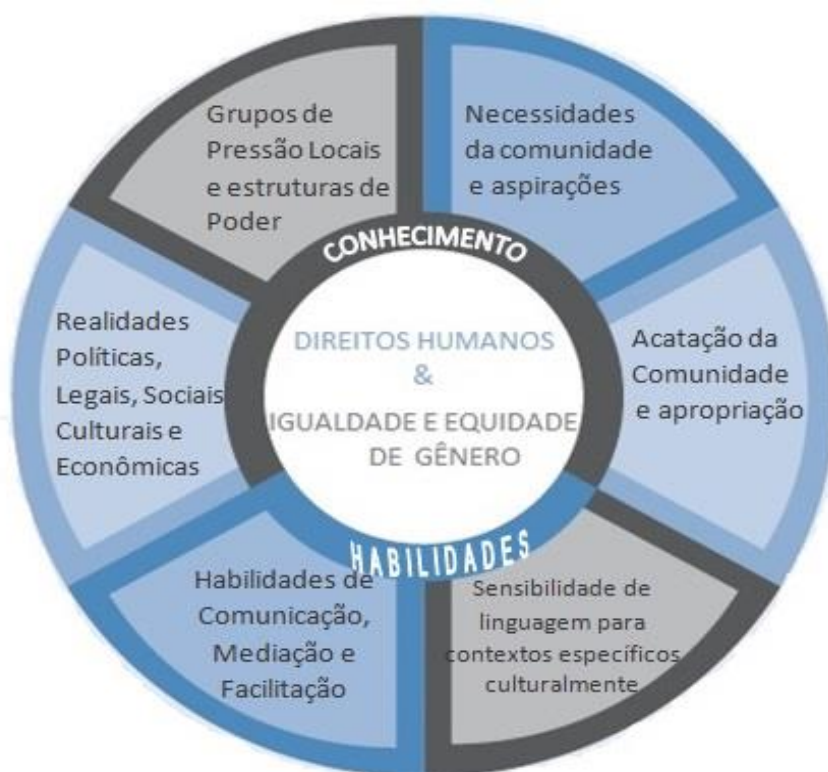 Grupos de
Pressão Locais
e estruturas de
Poder
Necessidades
da comunidade
e aspirações
CONHECIMENTO
Realidades
Políticas,
Legais, Sociais
Culturais e
Econômicas
DIREITOS HUMANOS
&
IGUALDADE E EQUIDADE
DE GÊNERO
Acatação da
Comunidade
e apropriação
HABILIDADES
Habilidades de
Comunicação,
Mediação e
Facilitação
Sensibilidade de
linguagem para
contextos específicos
culturalmente